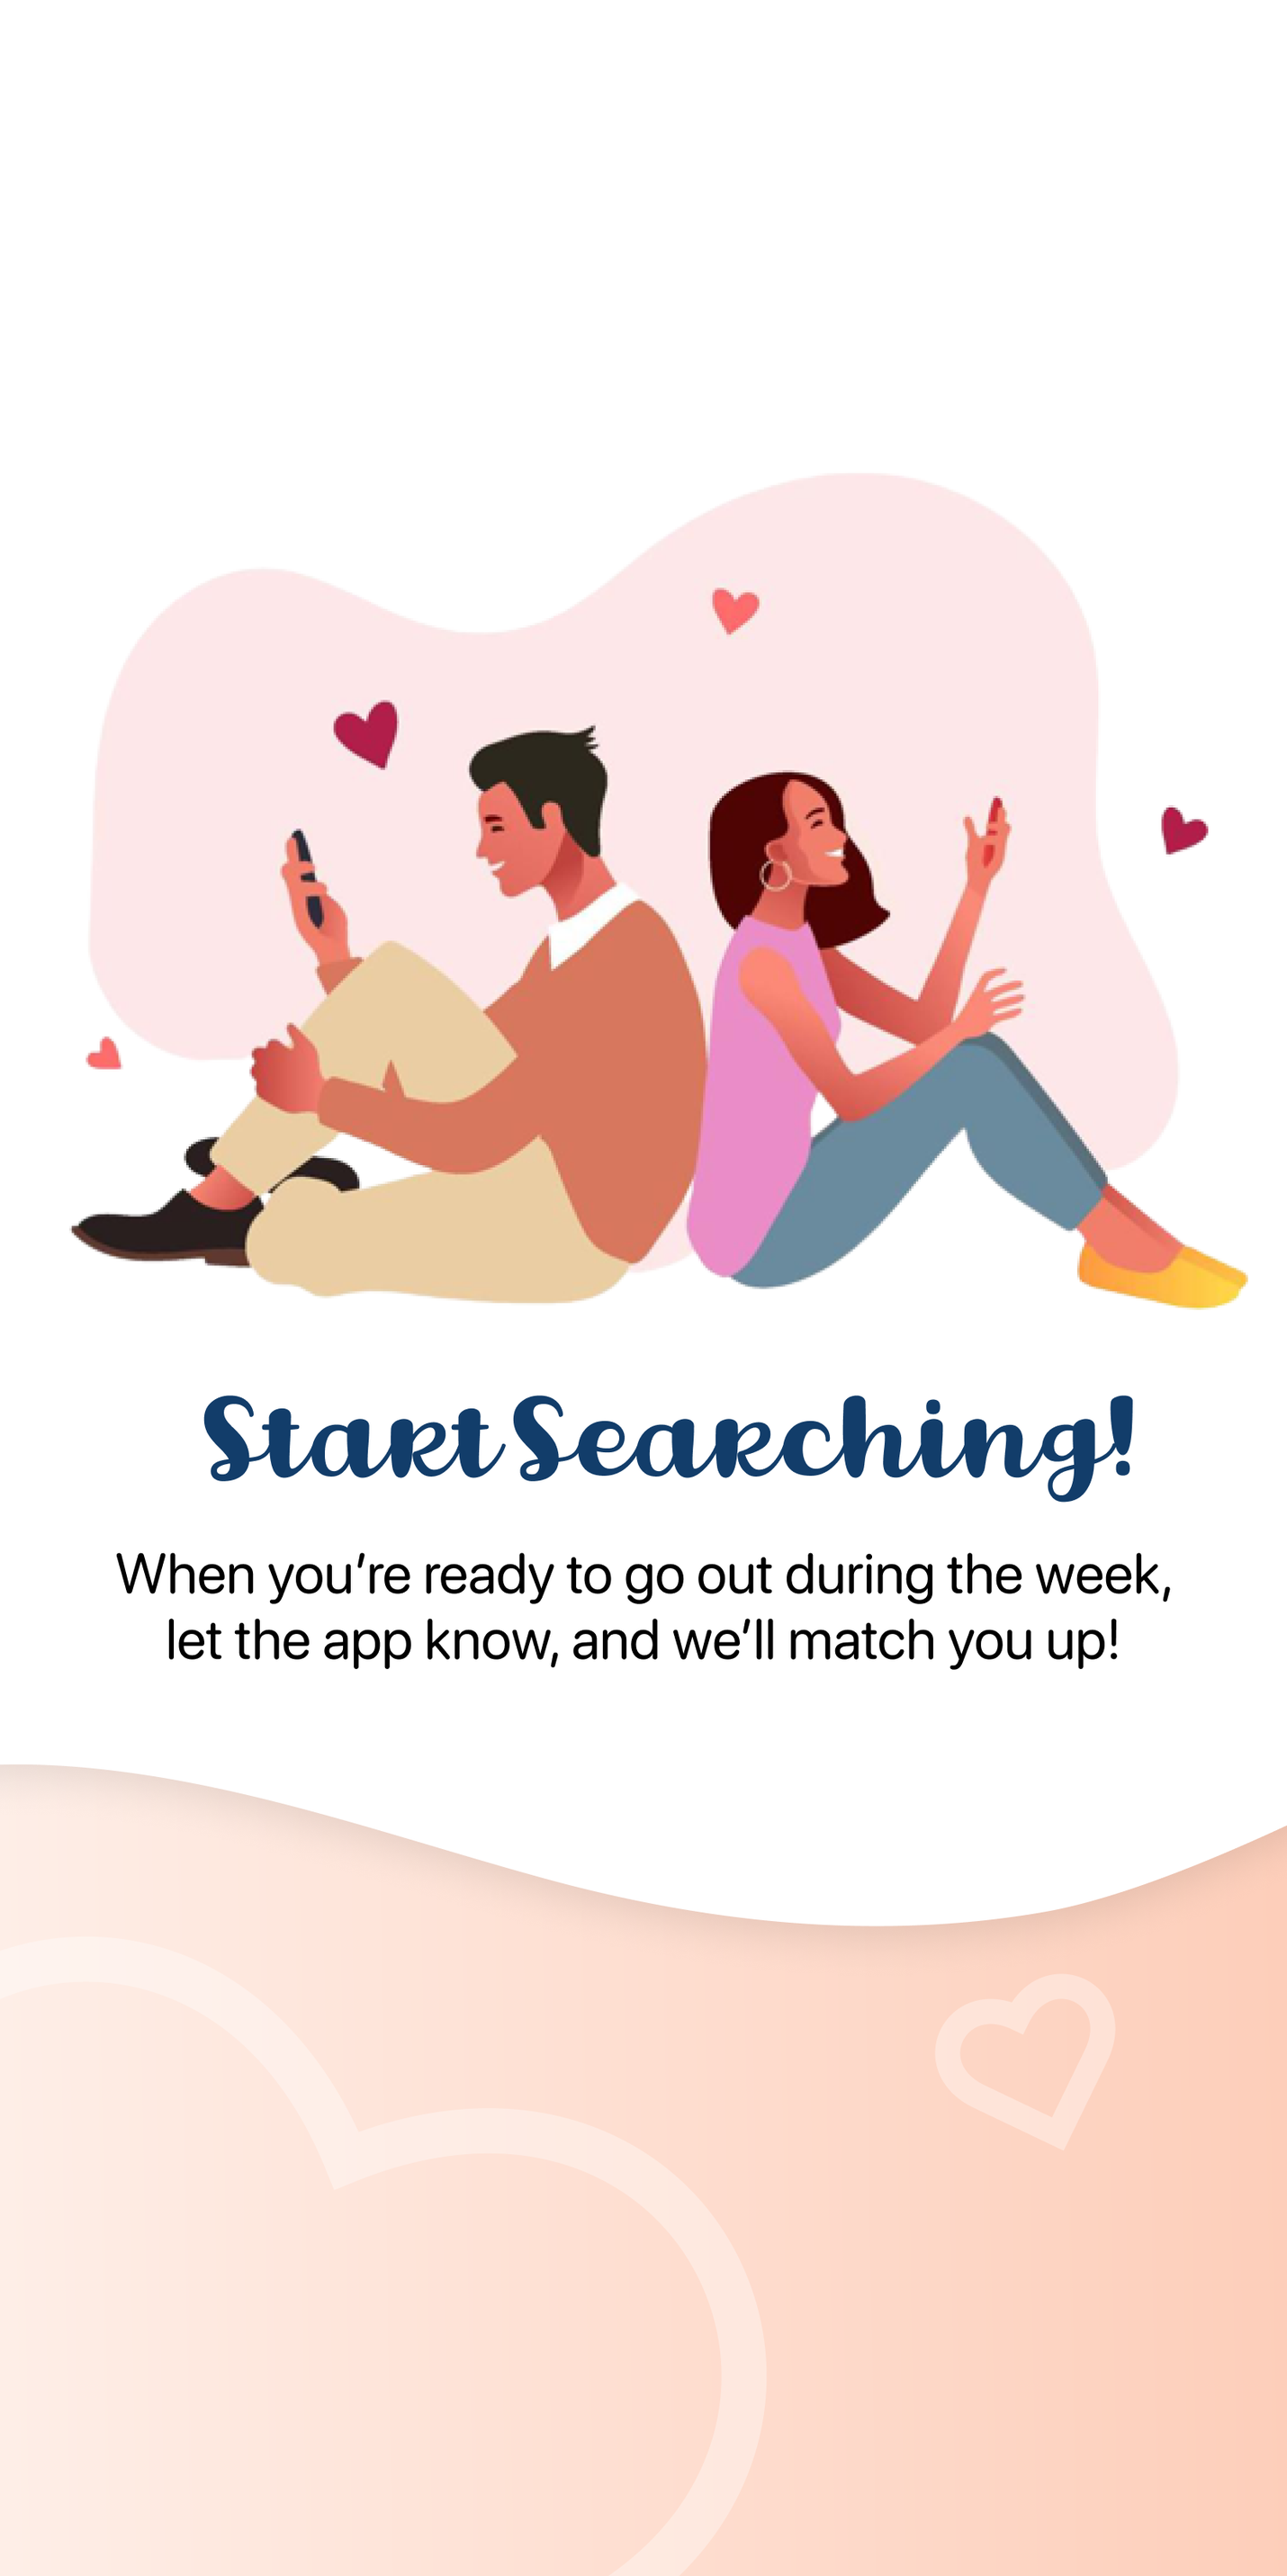 Start Searching!
When you’re ready to go out during the week,
let the app know, and we’ll match you up!